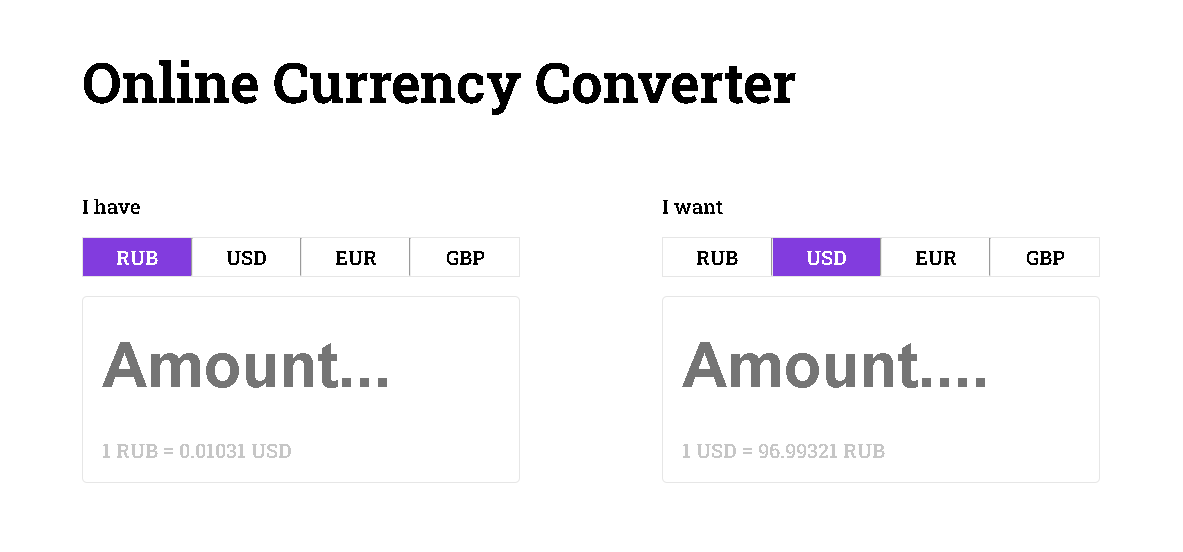 Online Currency Converter
I have
RUB USD EUR GBP
Amount...
1 RUB = 0.01031 USD
I want
RUB USD EUR GBP
Amount....
1 USD = 96.99321 RUB